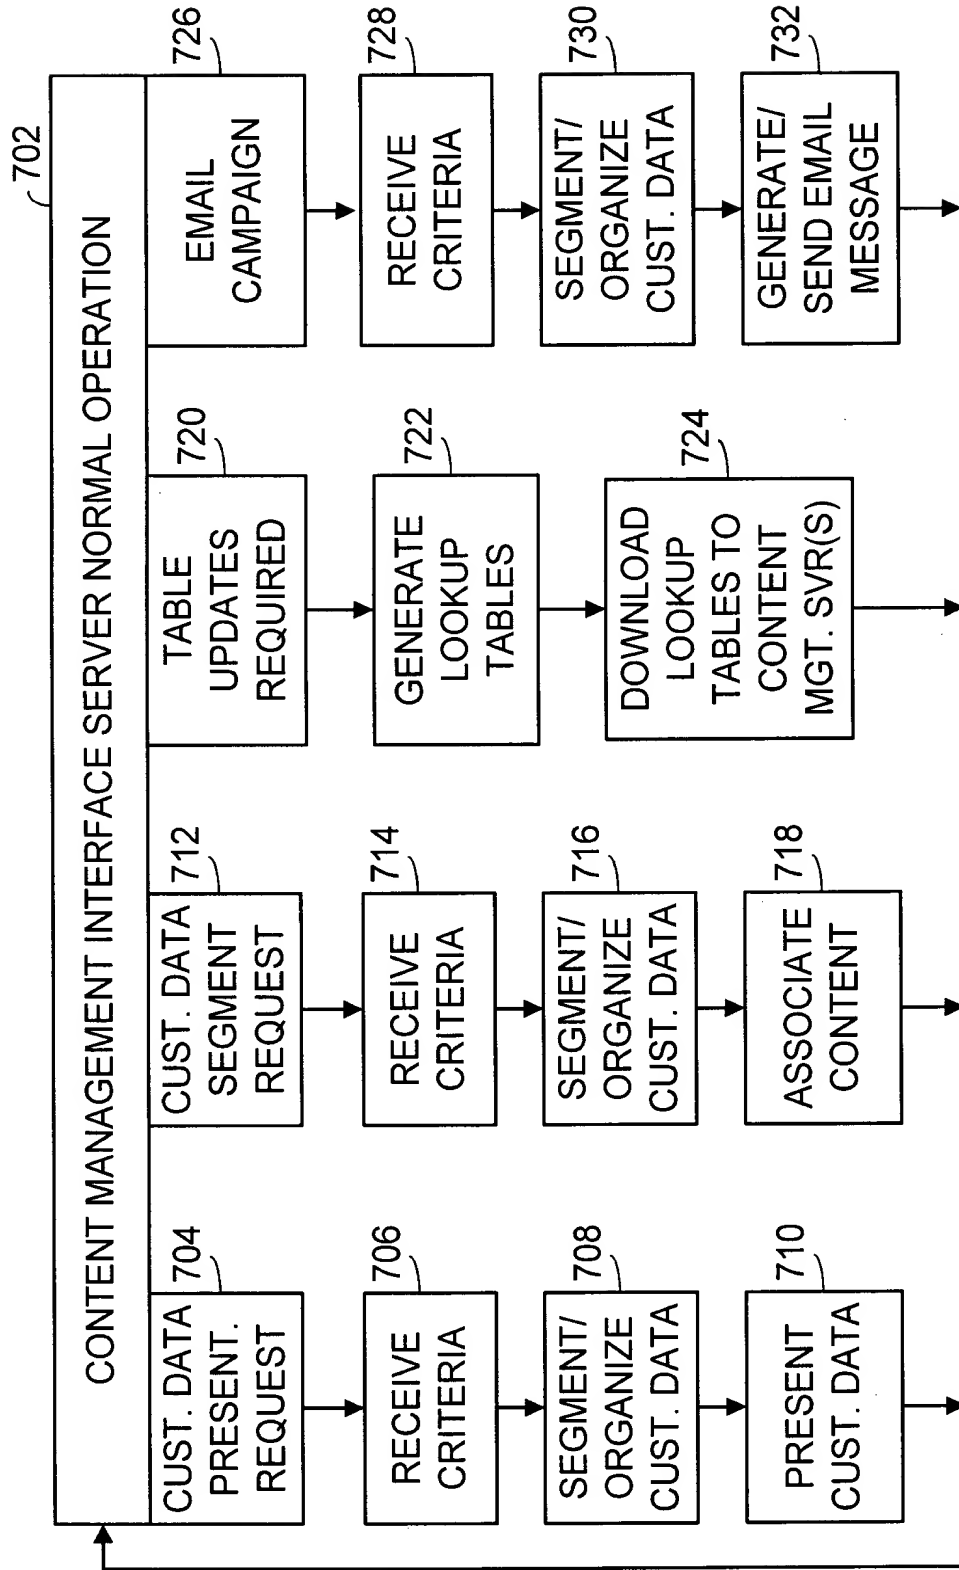 702
CONTENT MANAGEMENT INTERFACE SERVER NORMAL OPERATION
704
CUST. DATA
PRESENT.
REQUEST
706
RECEIVE
CRITERIA
708
SEGMENT/
ORGANIZE
CUST. DATA
710
PRESENT
CUST. DATA
712
CUST. DATA
SEGMENT
REQUEST
714
RECEIVE
CRITERIA
716
SEGMENT/
ORGANIZE
CUST. DATA
718
ASSOCIATE
CONTENT
720
TABLE
UPDATES
REQUIRED
722
GENERATE
LOOKUP
TABLES
724
DOWNLOAD
LOOKUP
TABLES TO
CONTENT
MGT. SVR(S)
726
EMAIL
CAMPAIGN
728
RECEIVE
CRITERIA
730
SEGMENT/
ORGANIZE
CUST. DATA
732
GENERATE/
SEND EMAIL
MESSAGE